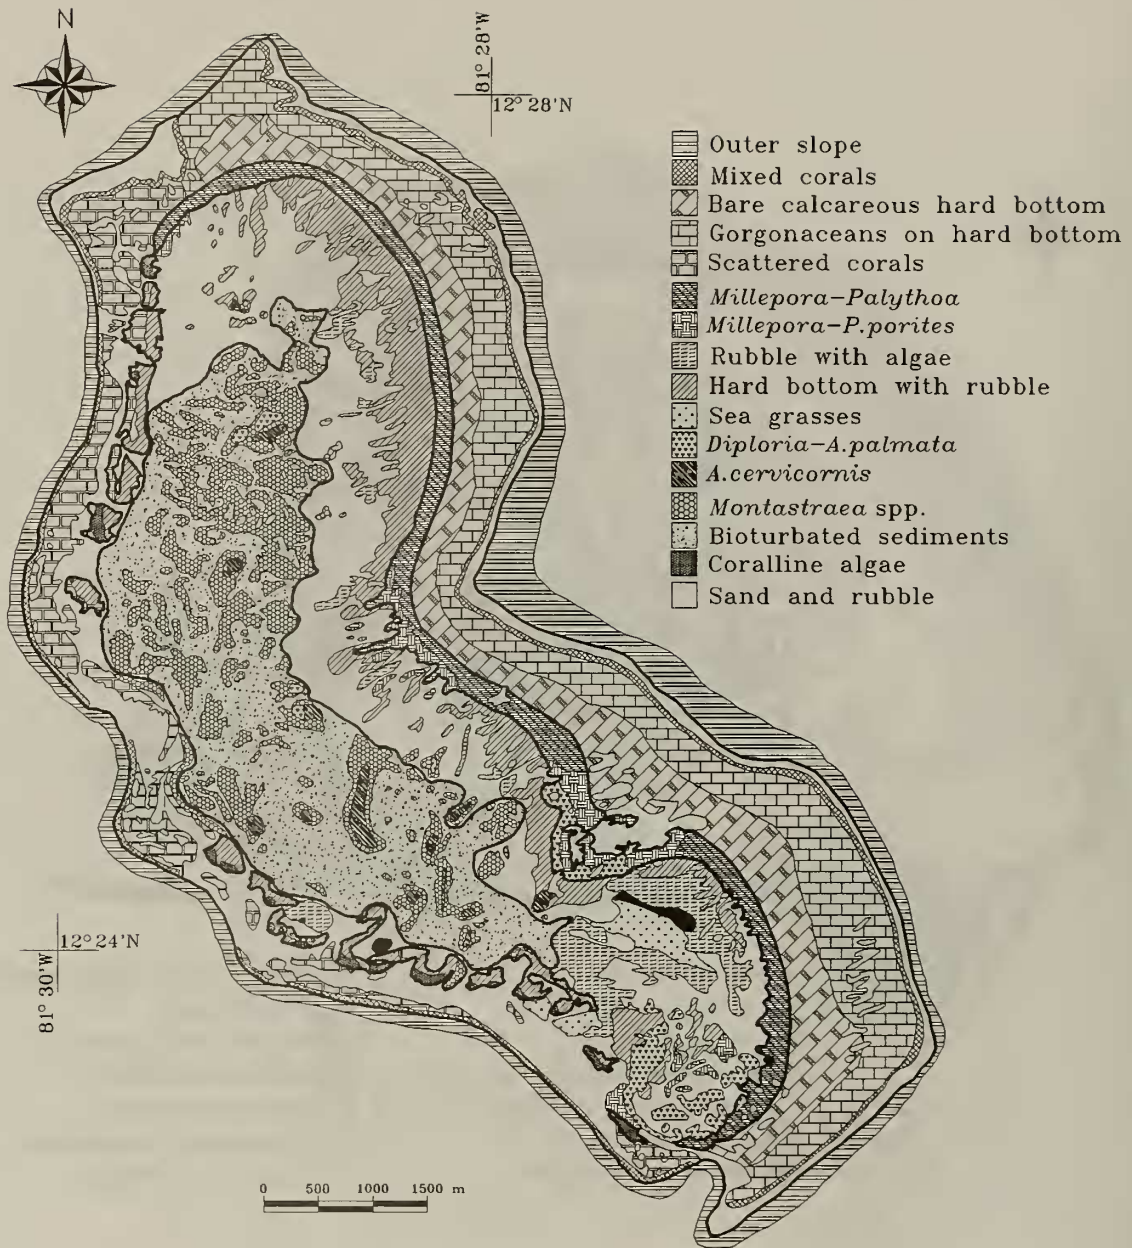 N
81° 28'W
12° 28'N
Outer slope
Mixed corals
Bare calcareous hard bottom
Gorgonaceans on hard bottom
Scattered corals
Millepora-Palythoa
Millepora-P.porites
Rubble with algae
Hard bottom with rubble
Sea grasses
Diploria-A.palmata
A.cervicornis
Montastraea spp.
Bioturbated sediments
Coralline algae
Sand and rubble
12° 24'N
81° 30'W
0 500 1000 1500 m